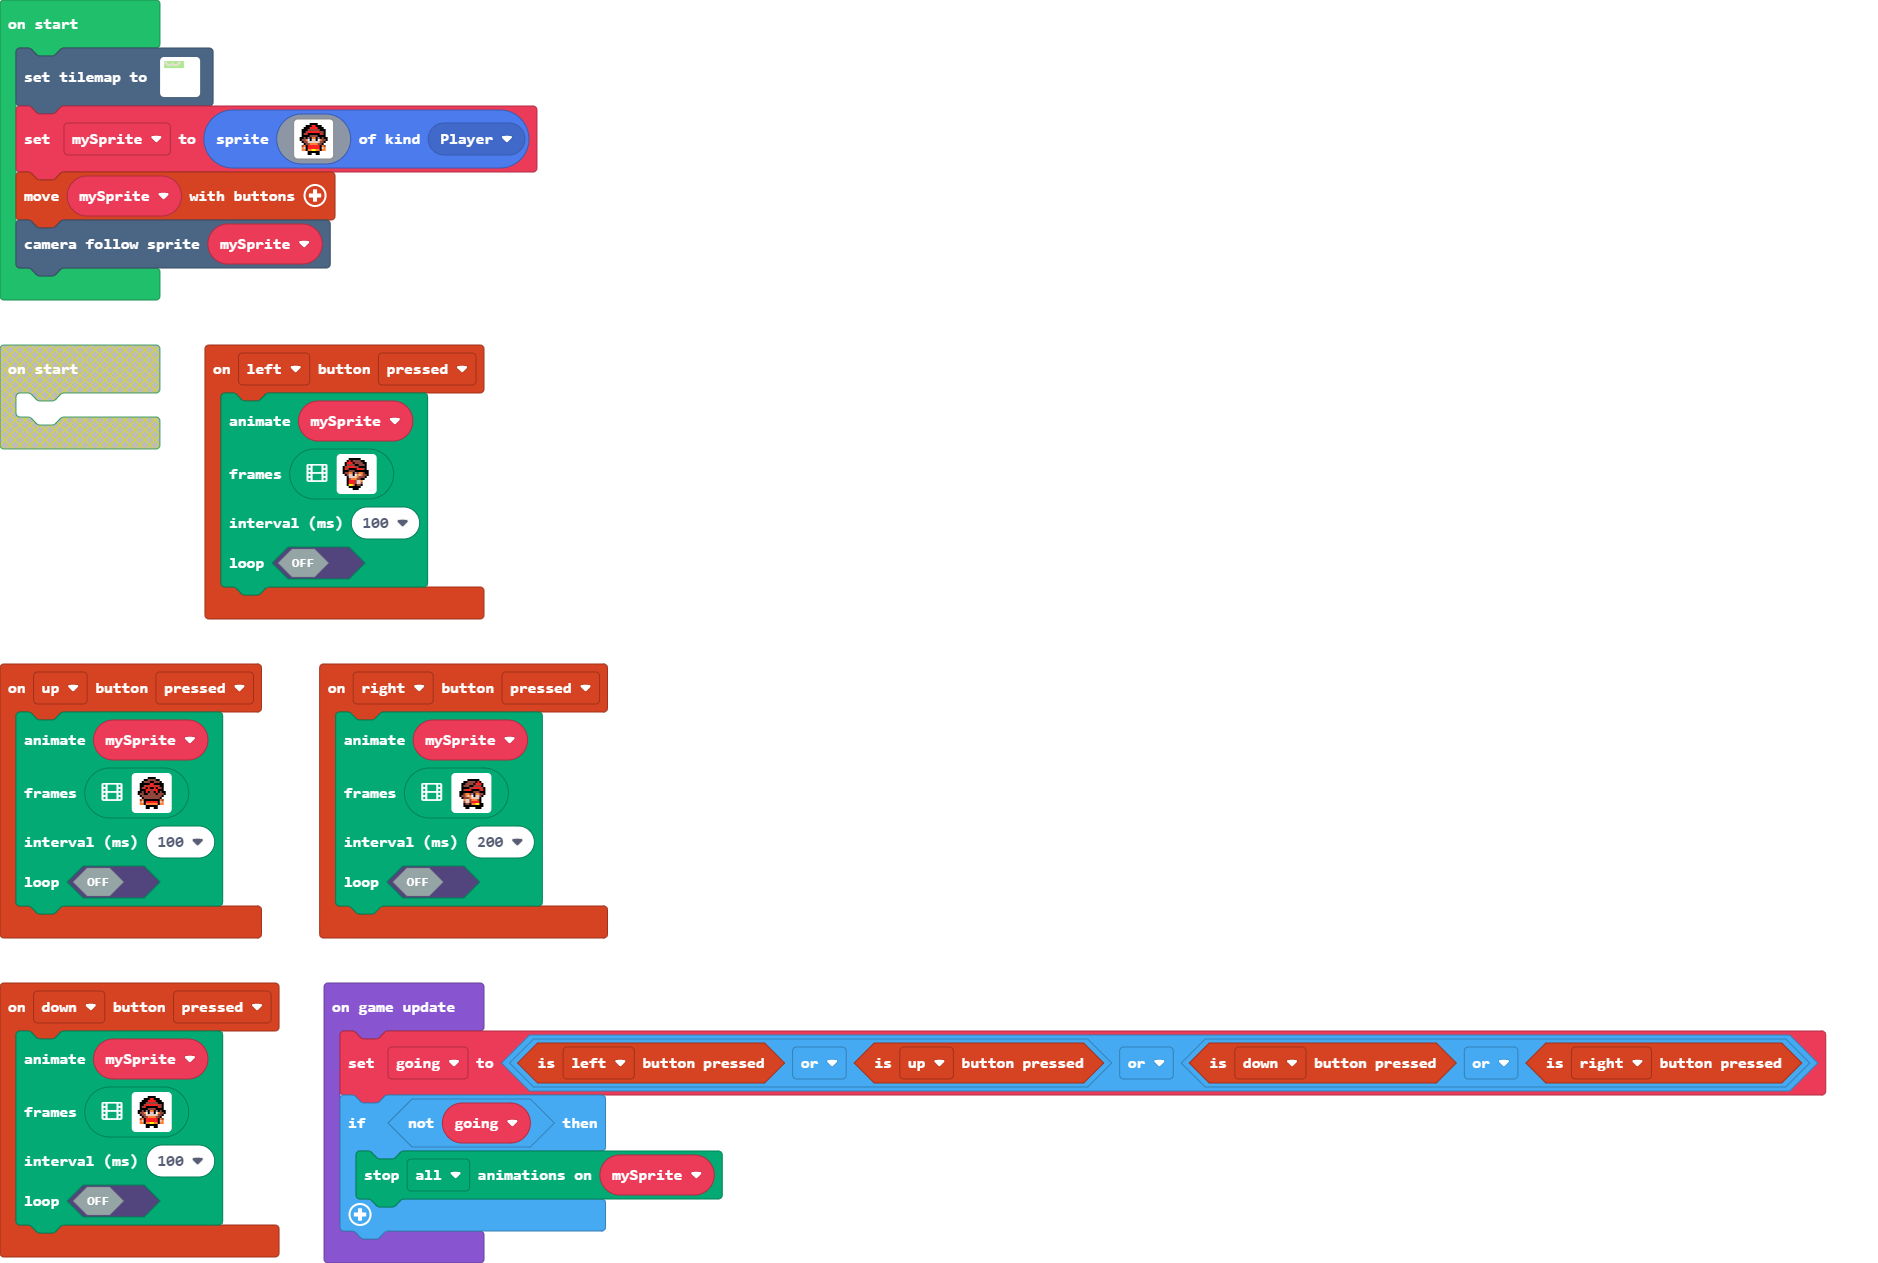 on start
set tilemap to
set mySprite to sprite of kind Player
move mySprite with buttons
camera follow sprite mySprite
on start
on left button pressed
animate mySprite
frames
interval (ms) 100
loop OFF
on up button pressed
animate mySprite
frames
interval (ms) 100
loop OFF
on right button pressed
animate mySprite
frames
interval (ms) 200
loop OFF
on down button pressed
animate mySprite
frames
interval (ms) 100
loop OFF
on game update
set going to is left button pressed or is up button pressed or is down button pressed or is right button pressed
if not going then
stop all animations on mySprite